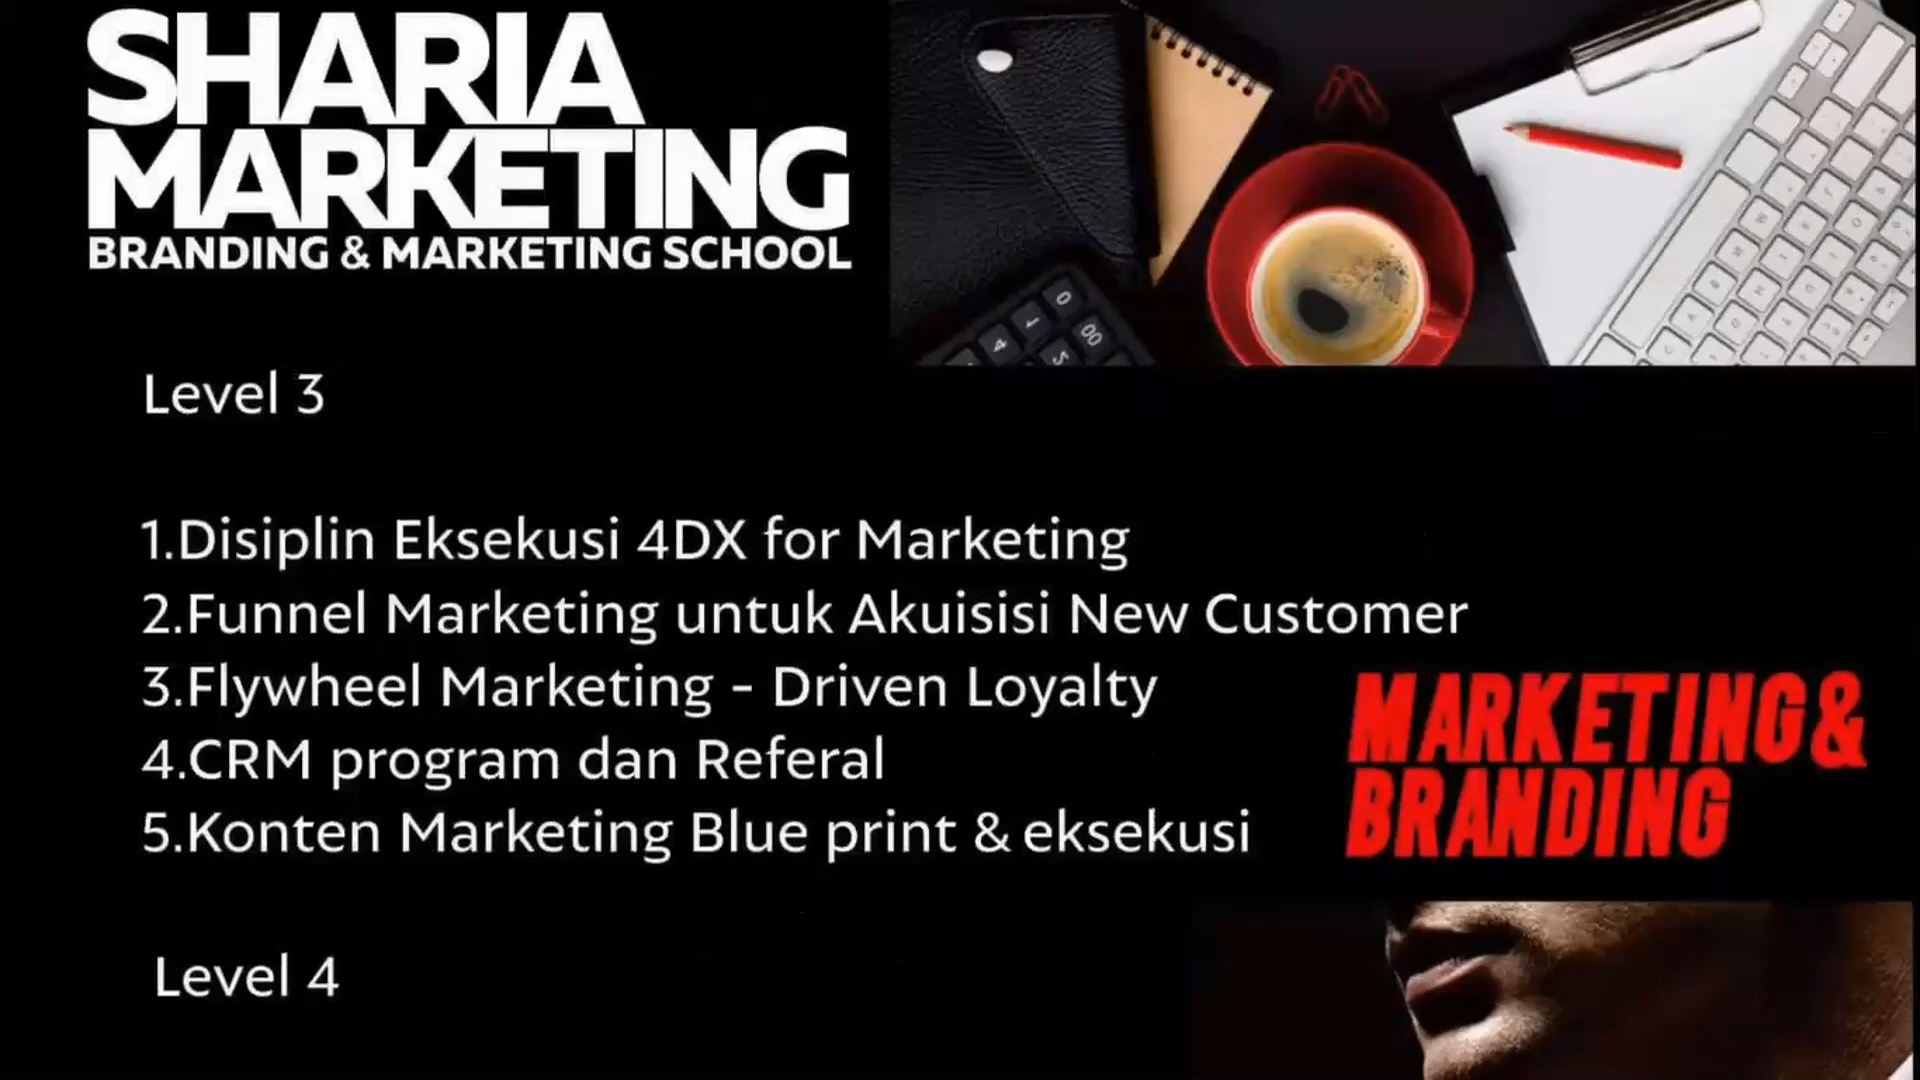 SHARIA
MARKETING
BRANDING & MARKETING SCHOOL
Level 3
1.Disiplin Eksekusi 4DX for Marketing
2.Funnel Marketing untuk Akuisisi New Customer
3.Flywheel Marketing - Driven Loyalty
4.CRM program dan Referal
5.Konten Marketing Blue print & eksekusi
MARKETING&
BRANDING
Level 4